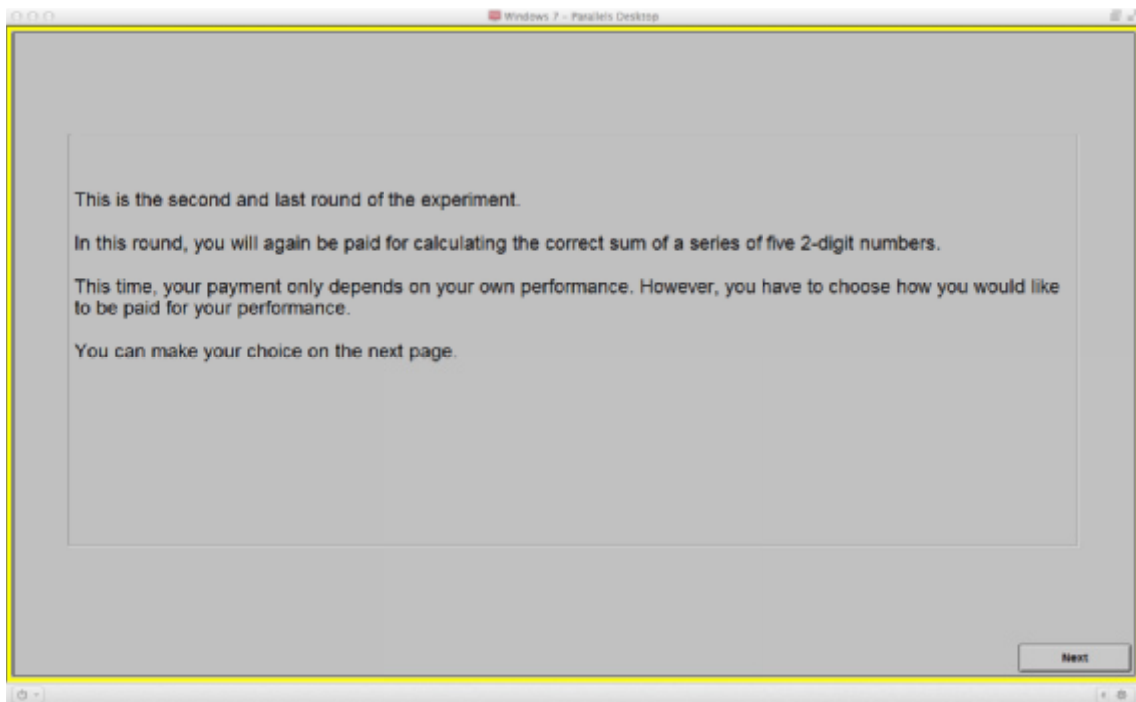 Windows 7 - Parallels Desktop
This is the second and last round of the experiment.
In this round, you will again be paid for calculating the correct sum of a series of five 2-digit numbers.
This time, your payment only depends on your own performance. However, you have to choose how you would like
to be paid for your performance.
You can make your choice on the next page.
Next